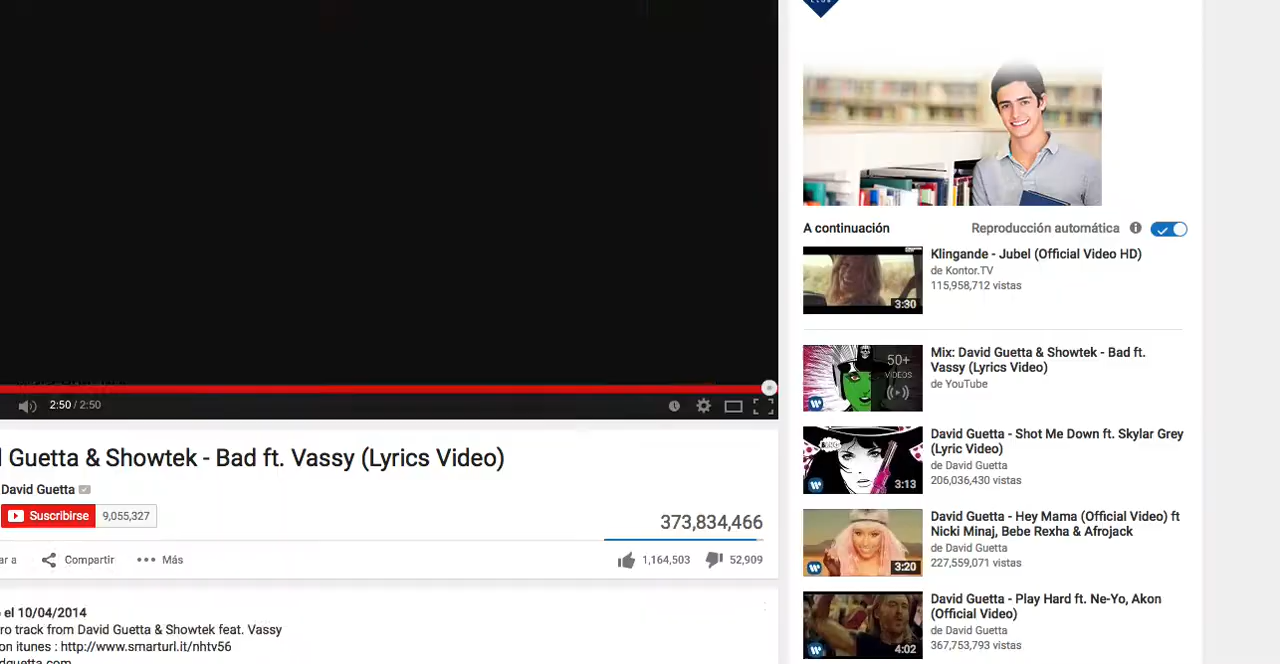 2:50 / 2:50
Guetta & Showtek - Bad ft. Vassy (Lyrics Video)
David Guetta
Suscribirse 9,055,327
373,834,466
ar a Compartir Más
1,164,503 52,909
el 10/04/2014
ro track from David Guetta & Showtek feat. Vassy
on itunes : http://www.smarturl.it/nhtv56
dguetta.com
CLUB
A continuación Reproducción automática
Klingande - Jubel (Official Video HD)
de Kontor.TV
115,958,712 vistas
3:30
Mix: David Guetta & Showtek - Bad ft.
Vassy (Lyrics Video)
de YouTube
50+
VIDEOS
David Guetta - Shot Me Down ft. Skylar Grey
(Lyric Video)
de David Guetta
206,036,430 vistas
3:13
David Guetta - Hey Mama (Official Video) ft
Nicki Minaj, Bebe Rexha & Afrojack
de David Guetta
227,559,071 vistas
3:20
David Guetta - Play Hard ft. Ne-Yo, Akon
(Official Video)
de David Guetta
367,753,793 vistas
4:02